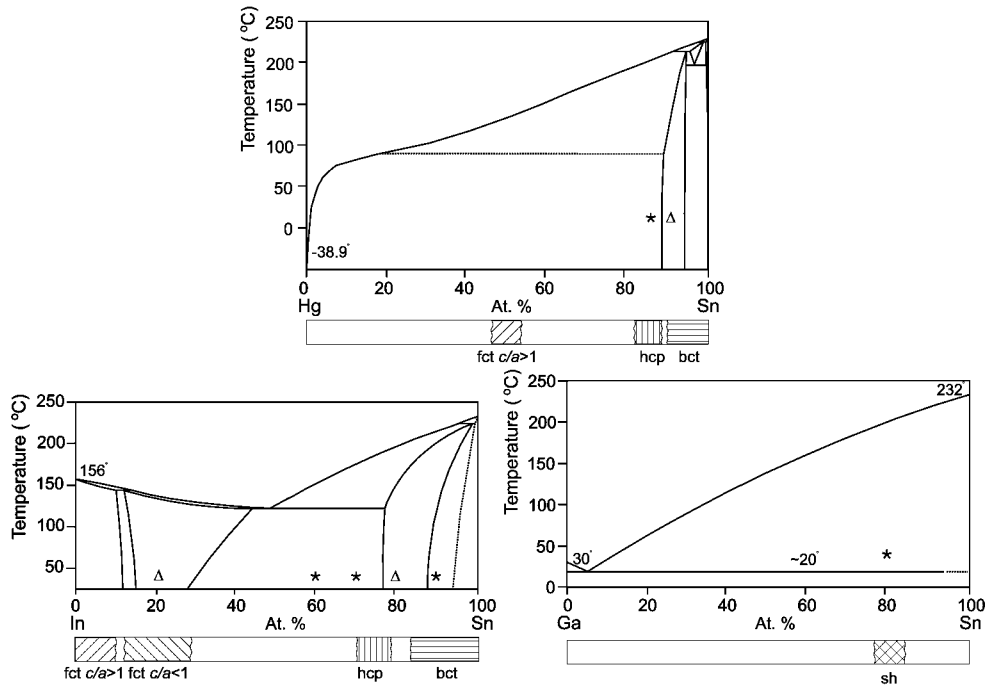 Temperature (°C)
250
200
150
100
50
0
-38.9°
* Δ
0 20 40 60 80 100
Hg At. % Sn
fct c/a>1 hcp bct
Temperature (°C)
250
200
150
100
50
156°
Δ * * Δ *
0 20 40 60 80 100
In At. % Sn
fct c/a>1 fct c/a<1 hcp bct
Temperature (°C)
250
200
150
100
50
0
232°
30° ~20° *
0 20 40 60 80 100
Ga At. % Sn
sh